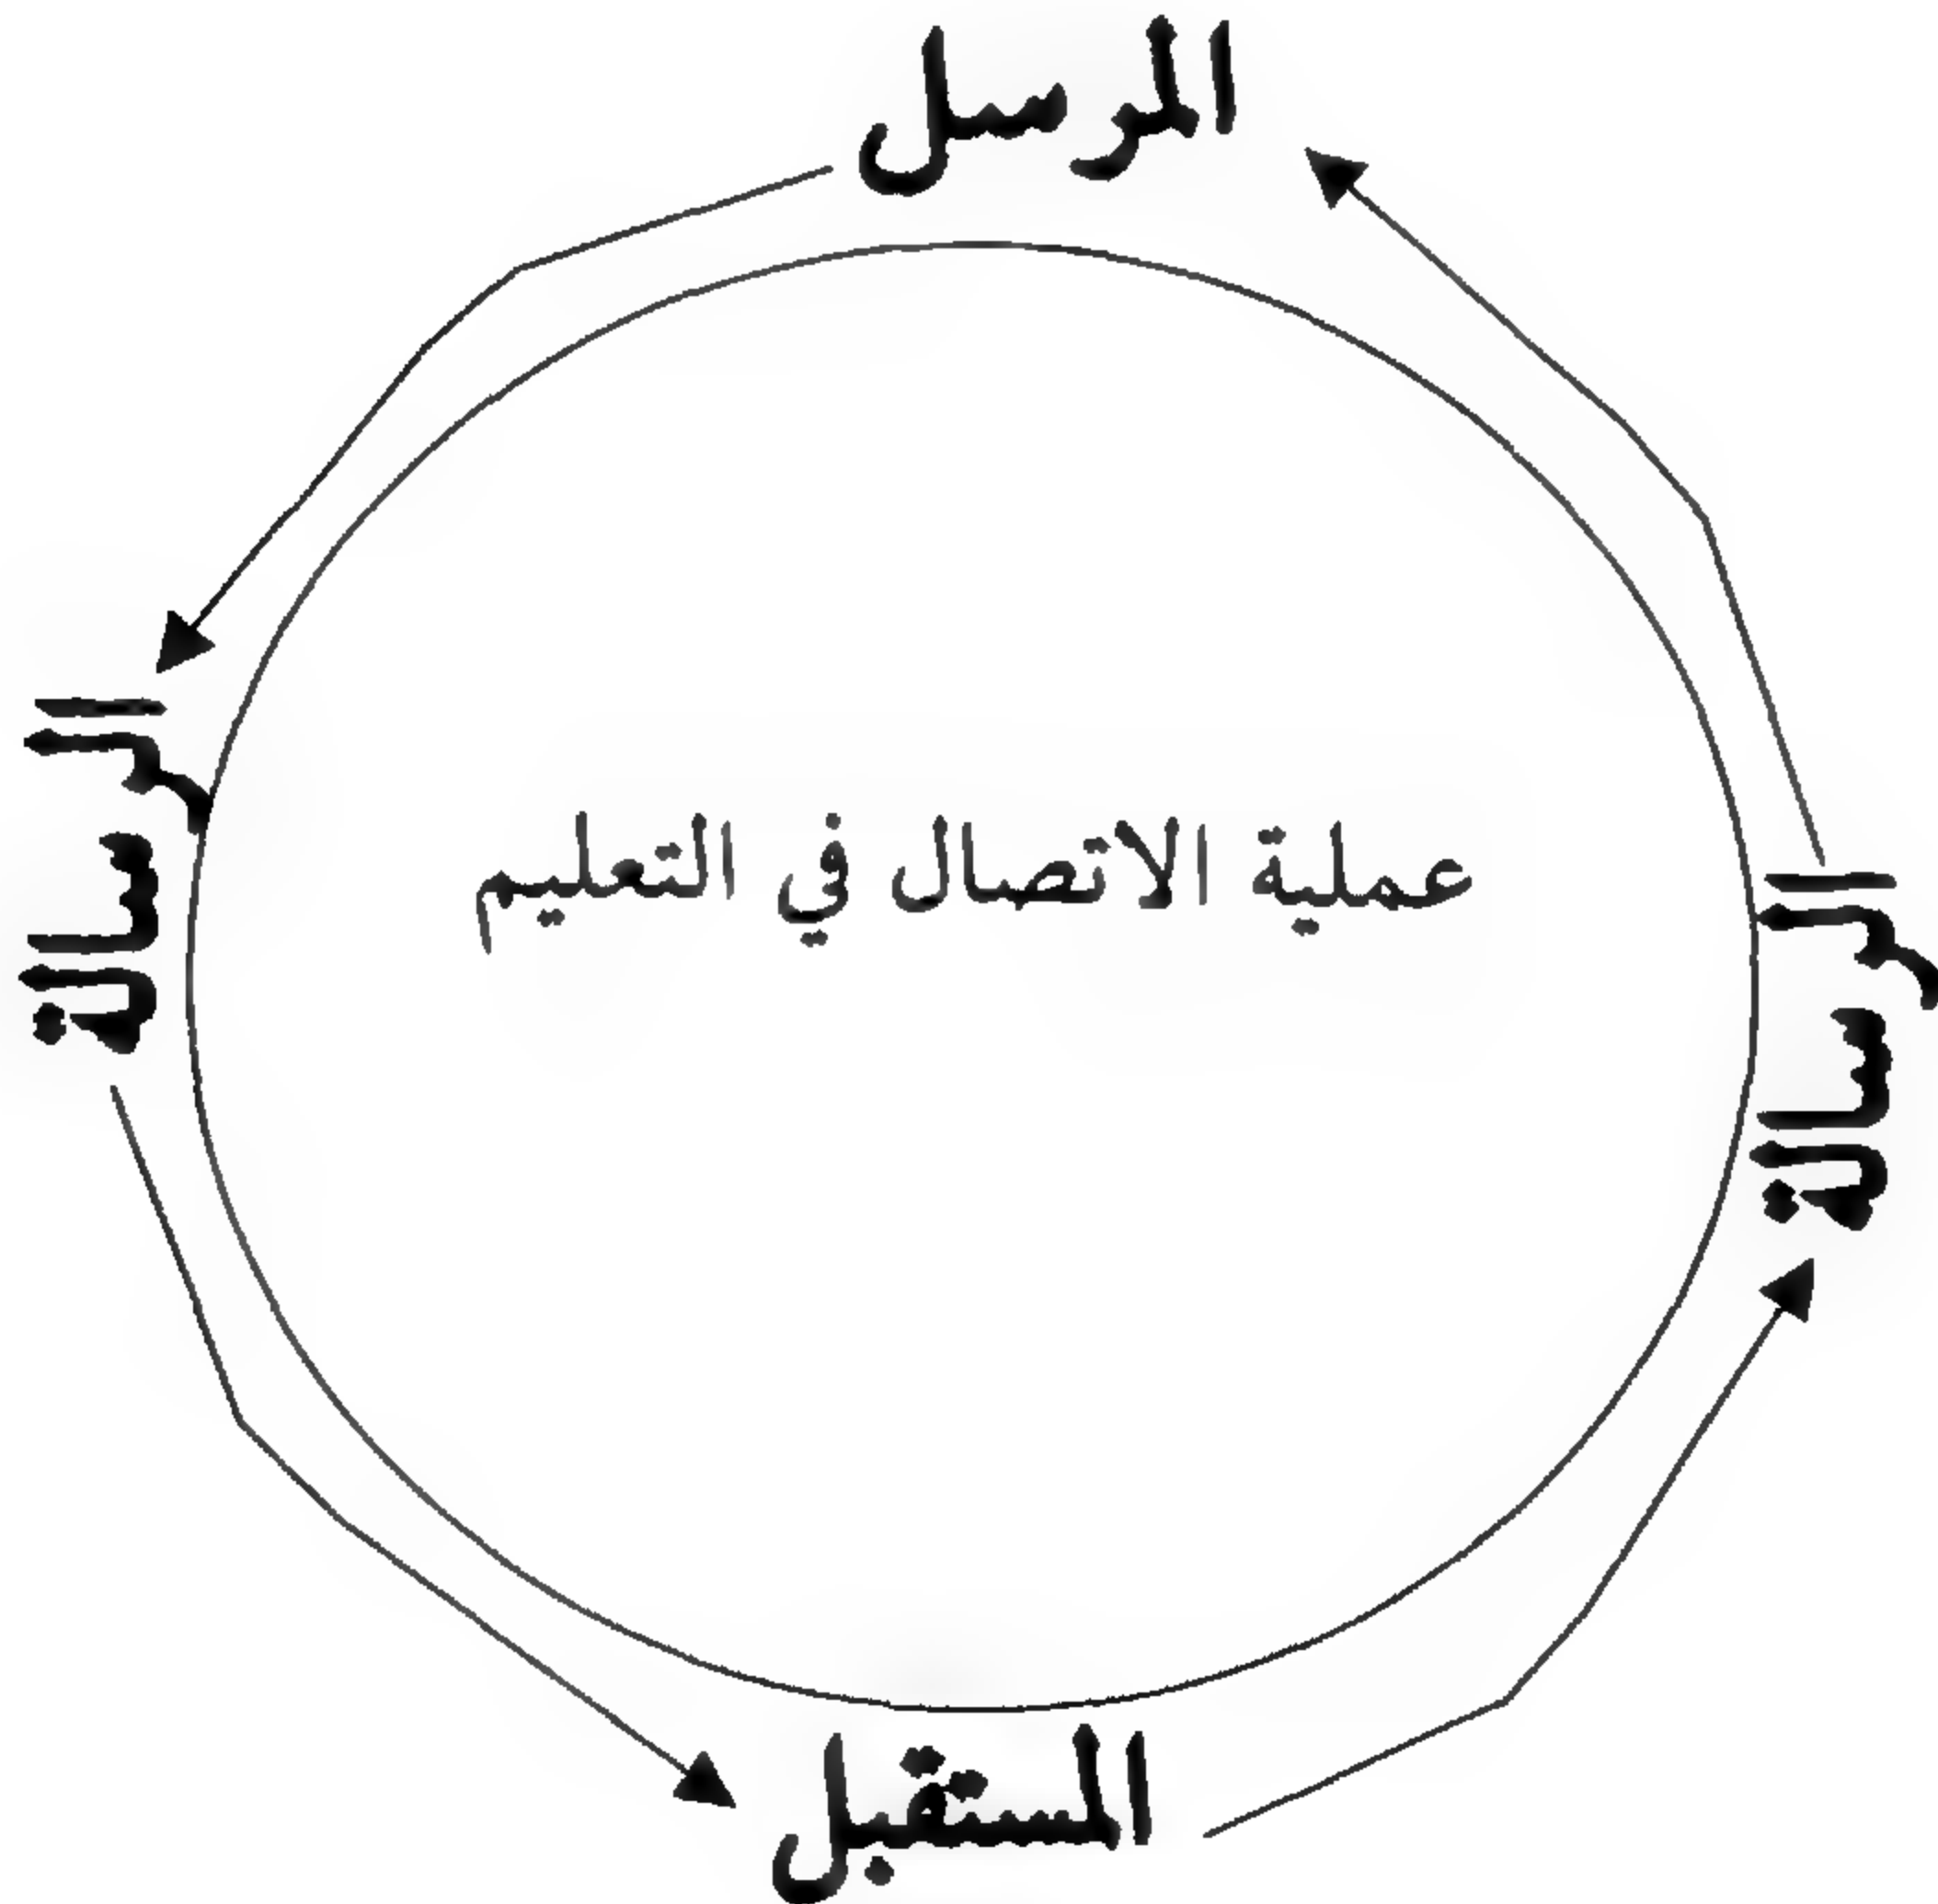 المرسل
الرسالة
عملية الاتصال في التعليم
الرسالة
المستقبل